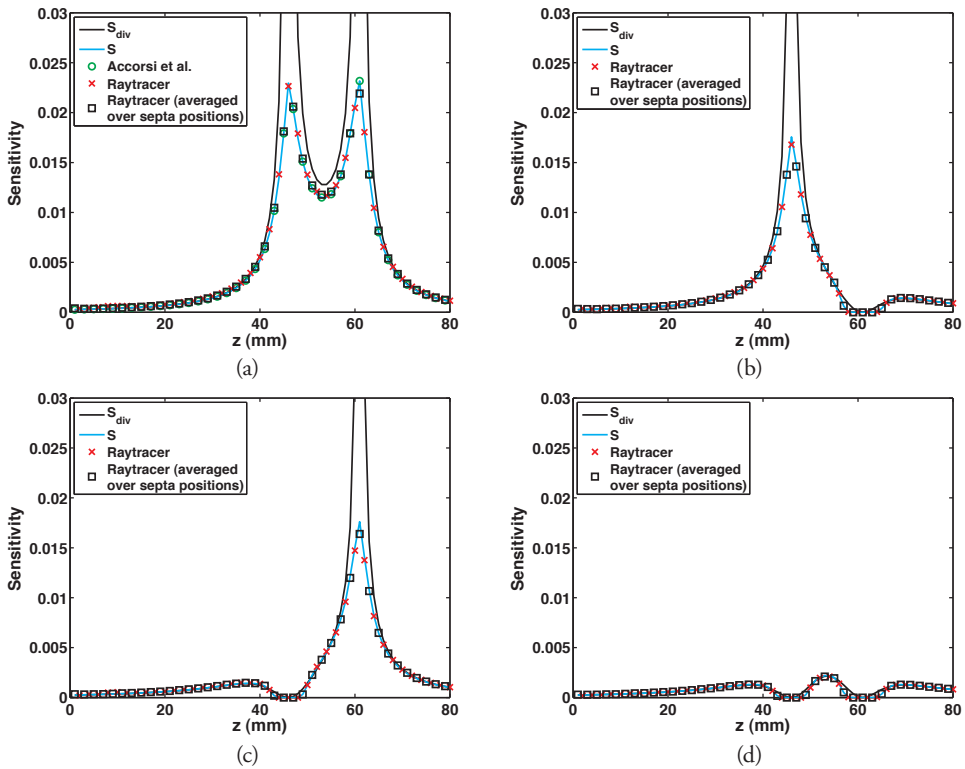 0.03
0.025
0.02
0.015
0.01
0.005
0
Sensitivity
S_div
S
Accorsi et al.
Raytracer
Raytracer (averaged
over septa positions)
0 20 40 60 80
z (mm)
(a)
0.03
0.025
0.02
0.015
0.01
0.005
0
Sensitivity
S_div
S
Raytracer
Raytracer (averaged
over septa positions)
0 20 40 60 80
z (mm)
(b)
0.03
0.025
0.02
0.015
0.01
0.005
0
Sensitivity
S_div
S
Raytracer
Raytracer (averaged
over septa positions)
0 20 40 60 80
z (mm)
(c)
0.03
0.025
0.02
0.015
0.01
0.005
0
Sensitivity
S_div
S
Raytracer
Raytracer (averaged
over septa positions)
0 20 40 60 80
z (mm)
(d)